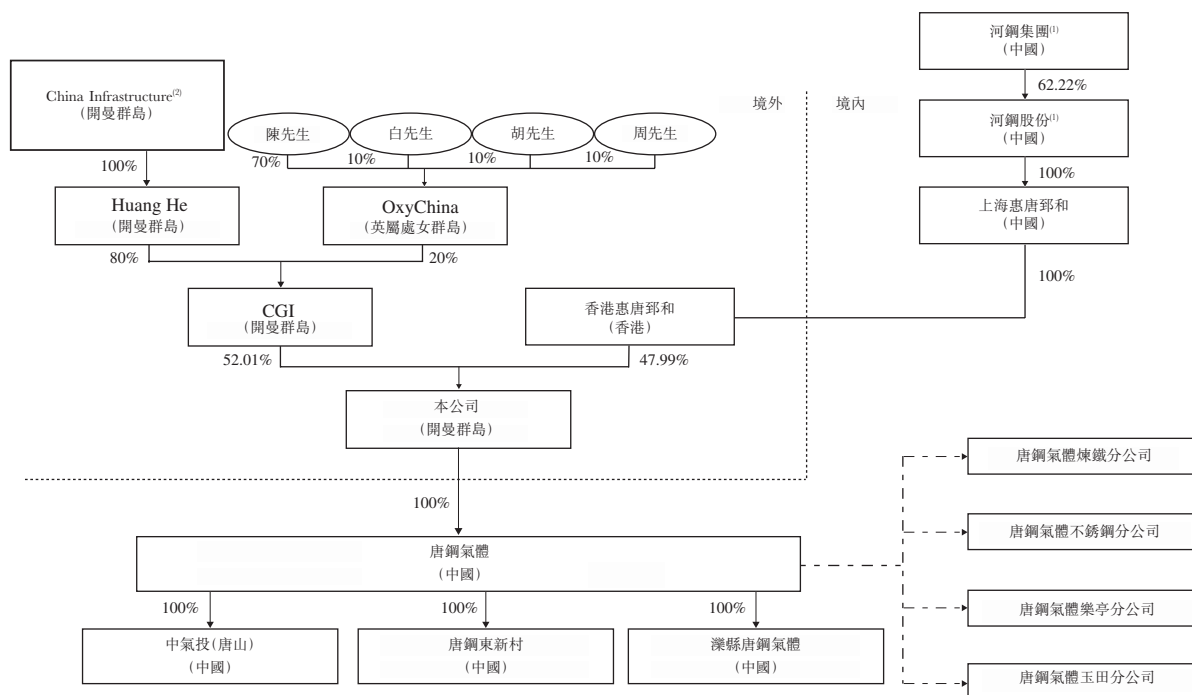 河鋼集團(1)
(中國)
62.22%
China Infrastructure(2)
(開曼群島)
境外
境內
河鋼股份(1)
(中國)
陳先生
白先生
胡先生
周先生
70%
10%
10%
10%
100%
100%
Huang He
(開曼群島)
OxyChina
(英屬處女群島)
上海惠唐郅和
(中國)
80%
20%
100%
CGI
(開曼群島)
香港惠唐郅和
(香港)
52.01%
47.99%
本公司
(開曼群島)
100%
唐鋼氣體
(中國)
100%
100%
100%
中氣投(唐山)
(中國)
唐鋼東新村
(中國)
灤縣唐鋼氣體
(中國)
唐鋼氣體煉鐵分公司
唐鋼氣體不銹鋼分公司
唐鋼氣體樂亭分公司
唐鋼氣體玉田分公司